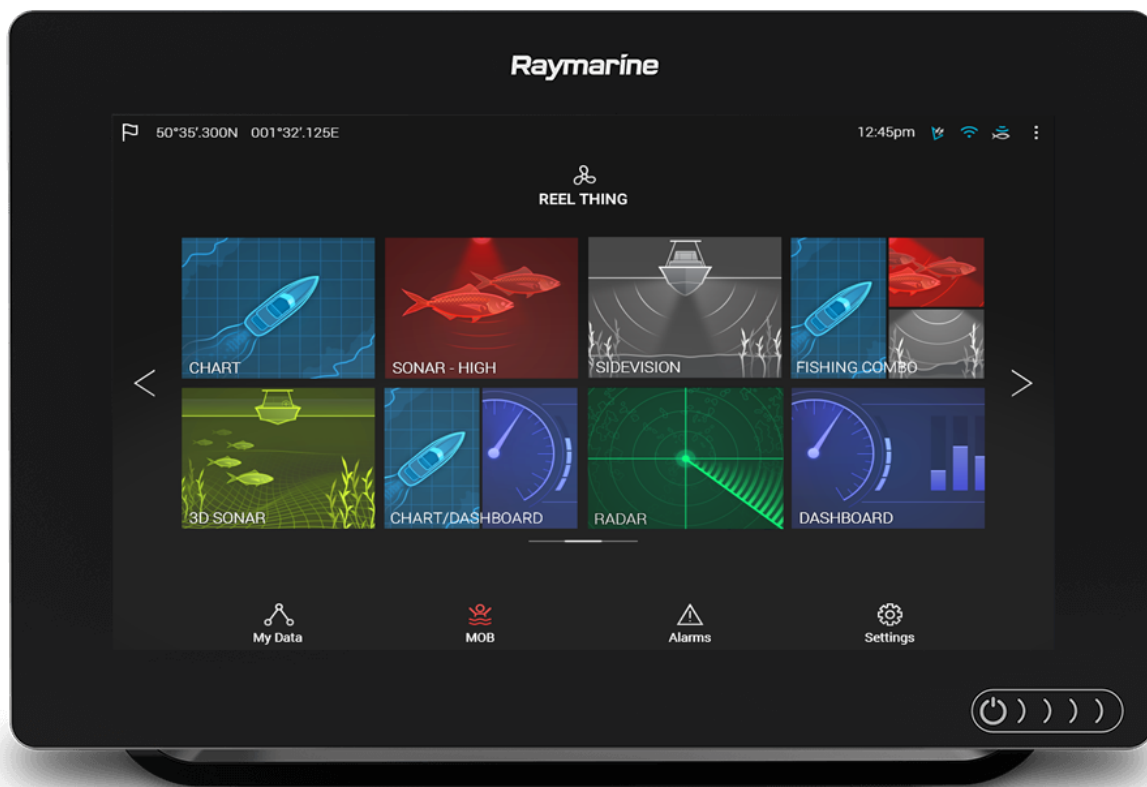 Raymarine
50°35'.300N 001°32'.125E 12:45pm
REEL THING
CHART SONAR - HIGH SIDEVISION FISHING COMBO
3D SONAR CHART/DASHBOARD RADAR DASHBOARD
My Data MOB Alarms Settings